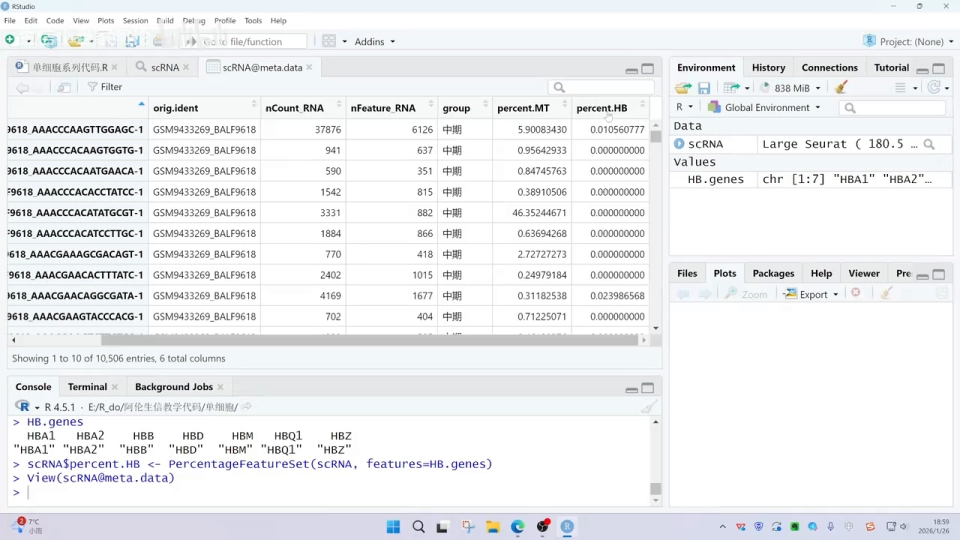 RStudio
File Edit Code View Plots Session Build Debug Profile Tools Help
Go to file/function Addins Project: (None)
单细胞系列代码.R scRNA scRNA@meta.data
Filter
orig.ident nCount_RNA nFeature_RNA group percent.MT percent.HB
9618_AAACCCAAGTTGGAGC-1 GSM9433269_BALF9618 37876 6126 中期 5.90083430 0.010560777
9618_AAACCCACAAGTGGTG-1 GSM9433269_BALF9618 941 637 中期 0.95642933 0.000000000
9618_AAACCCACAATGAACA-1 GSM9433269_BALF9618 590 351 中期 0.84745763 0.000000000
9618_AAACCCACACCTATCC-1 GSM9433269_BALF9618 1542 815 中期 0.38910506 0.000000000
F9618_AAACCCACATATGCGT-1 GSM9433269_BALF9618 3331 882 中期 46.35244671 0.000000000
F9618_AAACCCACATCCTTGC-1 GSM9433269_BALF9618 1884 866 中期 0.63694268 0.000000000
9618_AAACGAAAGCGACAGT-1 GSM9433269_BALF9618 770 418 中期 2.72727273 0.000000000
9618_AAACGAACACTTTATC-1 GSM9433269_BALF9618 2402 1015 中期 0.24979184 0.000000000
9618_AAACGAACAGGCGATA-1 GSM9433269_BALF9618 4169 1677 中期 0.31182538 0.023986568
9618_AAACGAAGTACCCACG-1 GSM9433269_BALF9618 702 404 中期 0.71225071 0.000000000
Showing 1 to 10 of 10,506 entries, 6 total columns
Console Terminal Background Jobs
R 4.5.1 · E:/R_do/阿伦生信教学代码/单细胞/
> HB.genes
HBA1 HBA2 HBB HBD HBM HBQ1 HBZ
"HBA1" "HBA2" "HBB" "HBD" "HBM" "HBQ1" "HBZ"
> scRNA$percent.HB <- PercentageFeatureSet(scRNA, features=HB.genes)
> View(scRNA@meta.data)
>
Environment History Connections Tutorial
838 MiB
R Global Environment
Data
scRNA Large Seurat ( 180.5 …
Values
HB.genes chr [1:7] "HBA1" "HBA2"…
Files Plots Packages Help Viewer Pre
Zoom Export
2 7°C
小雨
18:59
2026/1/26